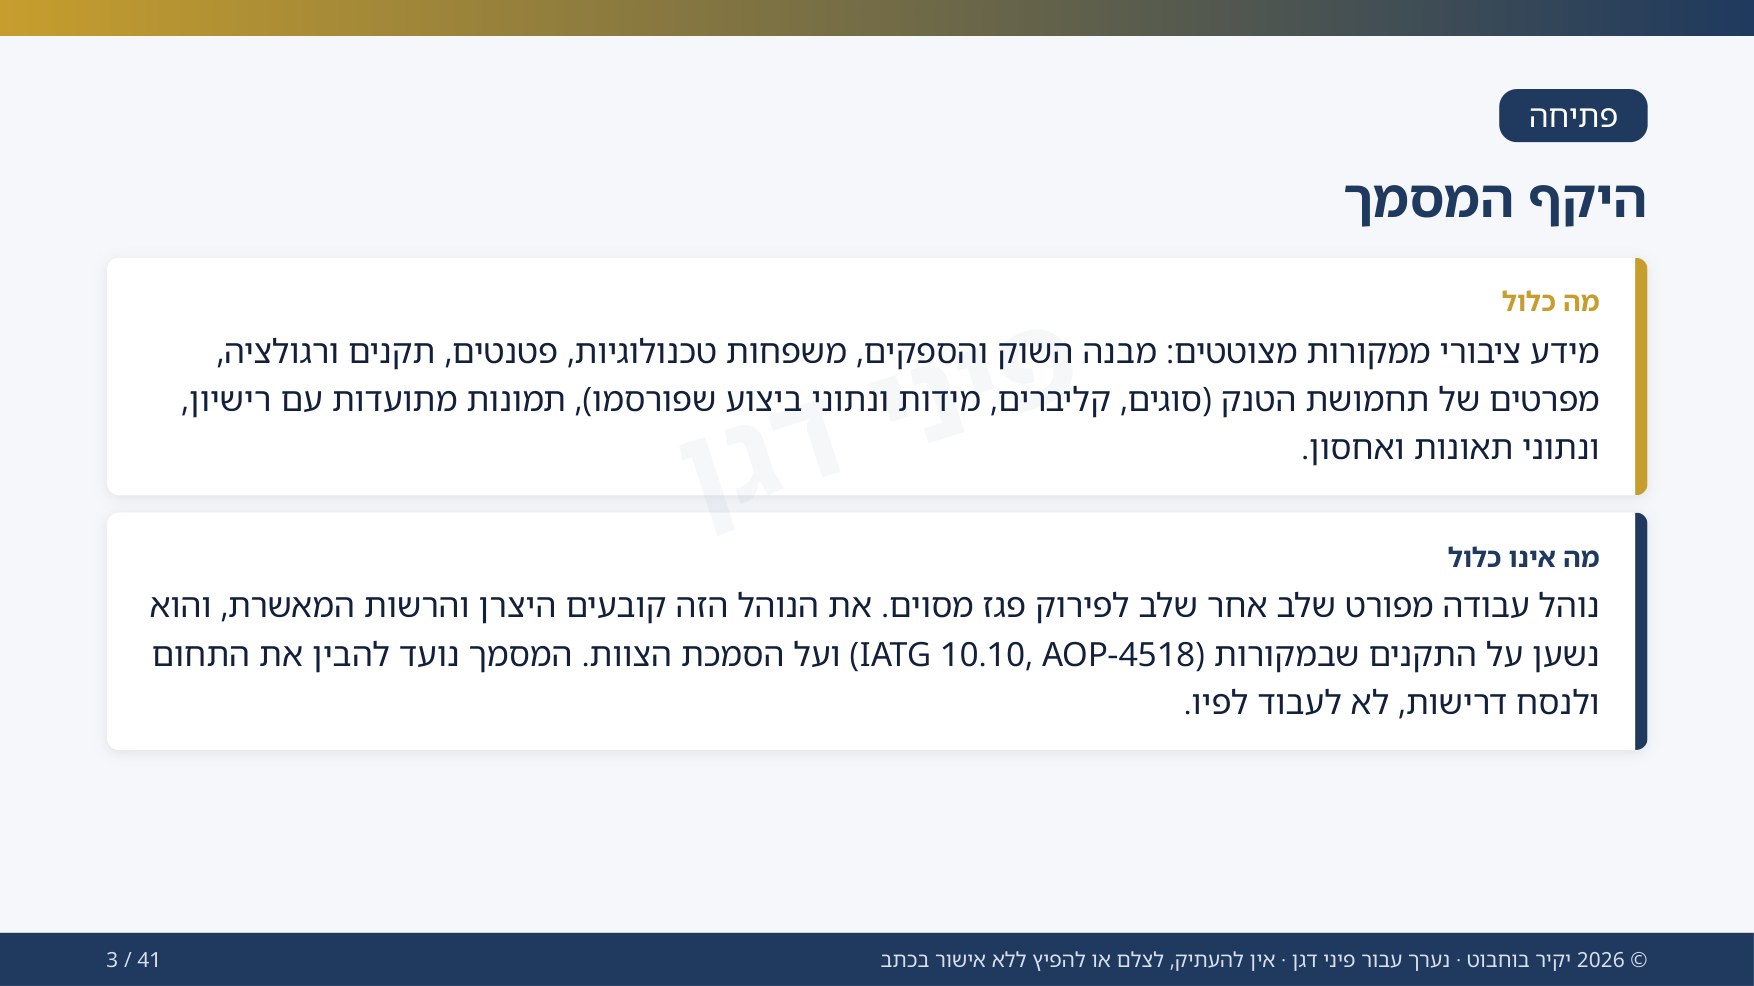 פתיחה
היקף המסמך
מה כלול
מידע ציבורי ממקורות מצוטטים: מבנה השוק והספקים, משפחות טכנולוגיות, פטנטים, תקנים ורגולציה,
מפרטים של תחמושת הטנק (סוגים, קליברים, מידות ונתוני ביצוע שפורסמו), תמונות מתועדות עם רישיון,
ונתוני תאונות ואחסון.
פיני דגן
מה אינו כלול
נוהל עבודה מפורט שלב אחר שלב לפירוק פגז מסוים. את הנוהל הזה קובעים היצרן והרשות המאשרת, והוא
נשען על התקנים שבמקורות (IATG 10.10, AOP-4518) ועל הסמכת הצוות. המסמך נועד להבין את התחום
ולנסח דרישות, לא לעבוד לפיו.
© 2026 יקיר בוחבוט · נערך עבור פיני דגן · אין להעתיק, לצלם או להפיץ ללא אישור בכתב
3 / 41